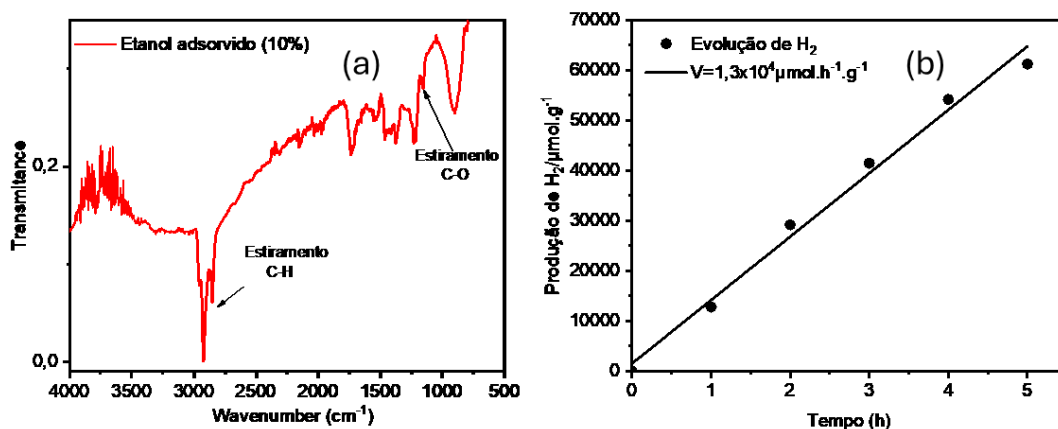 Etanol adsorvido (10%)
(a)
Estiramento
C-O
Estiramento
C-H
0,2
0,0
Transmitance
4000 3500 3000 2500 2000 1500 1000 500
Wavenumber (cm⁻¹)
Evolução de H₂
V=1,3x10⁴µmol.h⁻¹.g⁻¹
(b)
70000
60000
50000
40000
30000
20000
10000
0
Produção de H₂/µmol.g⁻¹
1 2 3 4 5
Tempo (h)